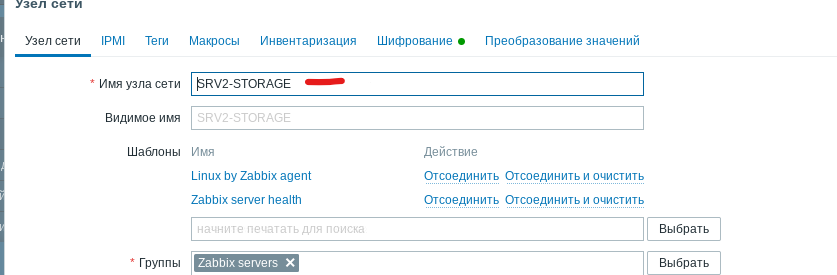 Узел сети
Узел сети IPMI Теги Макросы Инвентаризация Шифрование Преобразование значений
* Имя узла сети SRV2-STORAGE
Видимое имя SRV2-STORAGE
Шаблоны Имя Действие
Linux by Zabbix agent Отсоединить Отсоединить и очистить
Zabbix server health Отсоединить Отсоединить и очистить
начните печатать для поиска Выбрать
* Группы Zabbix servers ✕ Выбрать